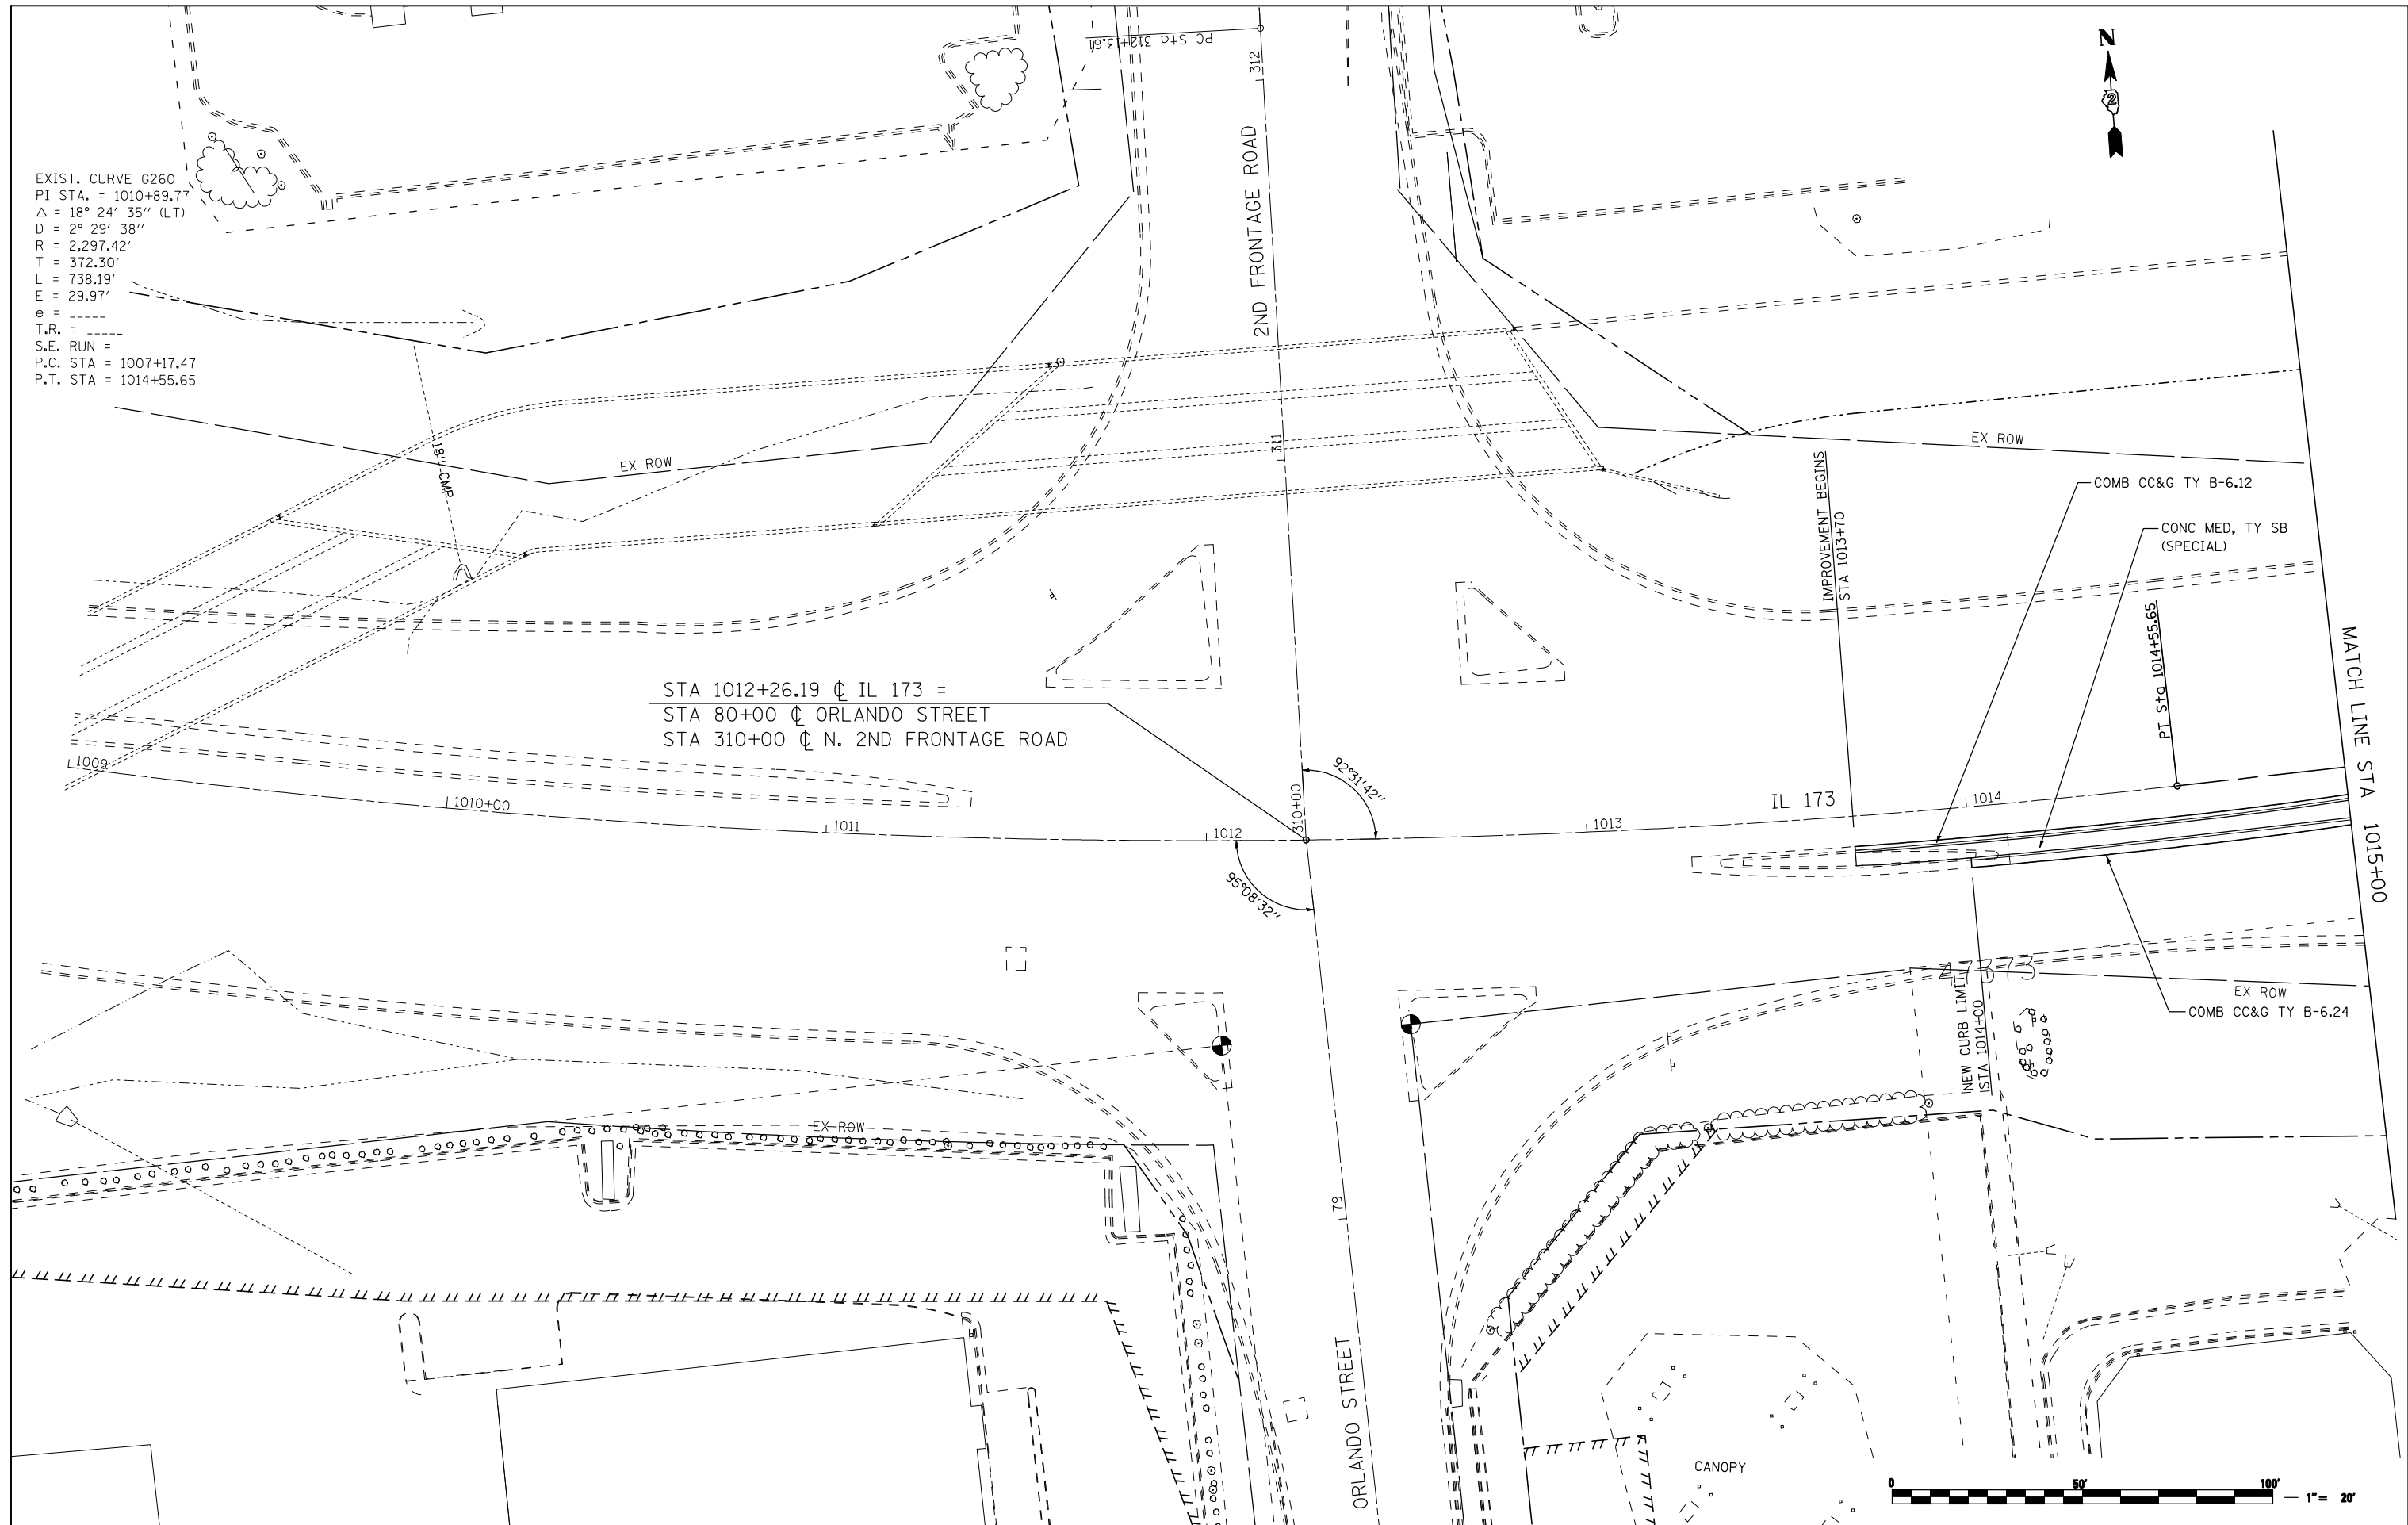 PC Sta 312+13.61
312
N
2
EXIST. CURVE G260
PI STA. = 1010+89.77
Δ = 18° 24' 35" (LT)
D = 2° 29' 38"
R = 2,297.42'
T = 372.30'
L = 738.19'
E = 29.97'
e = _____
T.R. = _____
S.E. RUN = _____
P.C. STA = 1007+17.47
P.T. STA = 1014+55.65
2ND FRONTAGE ROAD
311
18" CMP
EX ROW
EX ROW
IMPROVEMENT BEGINS
STA 1013+70
COMB CC&G TY B-6.12
CONC MED, TY SB
(SPECIAL)
PT Sta 1014+55.65
MATCH LINE STA 1015+00
STA 1012+26.19 ℄ IL 173 =
STA 80+00 ℄ ORLANDO STREET
STA 310+00 ℄ N. 2ND FRONTAGE ROAD
92°31'42"
310+00
95°08'32"
1009
1010+00
1011
1012
1013
IL 173
1014
47373
EX ROW
COMB CC&G TY B-6.24
NEW CURB LIMIT
STA 1014+00
EX ROW
79
ORLANDO STREET
CANOPY
0 50' 100'
1"= 20'